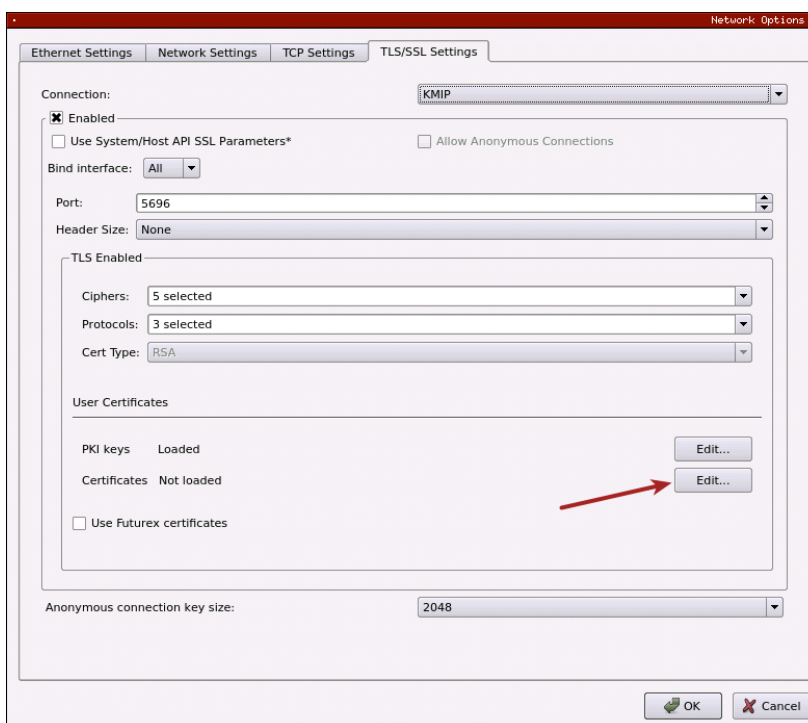 Network Options
Ethernet Settings Network Settings TCP Settings TLS/SSL Settings
Connection: KMIP
Enabled
Use System/Host API SSL Parameters* Allow Anonymous Connections
Bind interface: All
Port: 5696
Header Size: None
TLS Enabled
Ciphers: 5 selected
Protocols: 3 selected
Cert Type: RSA
User Certificates
PKI keys Loaded Edit...
Certificates Not loaded Edit...
Use Futurex certificates
Anonymous connection key size: 2048
OK Cancel